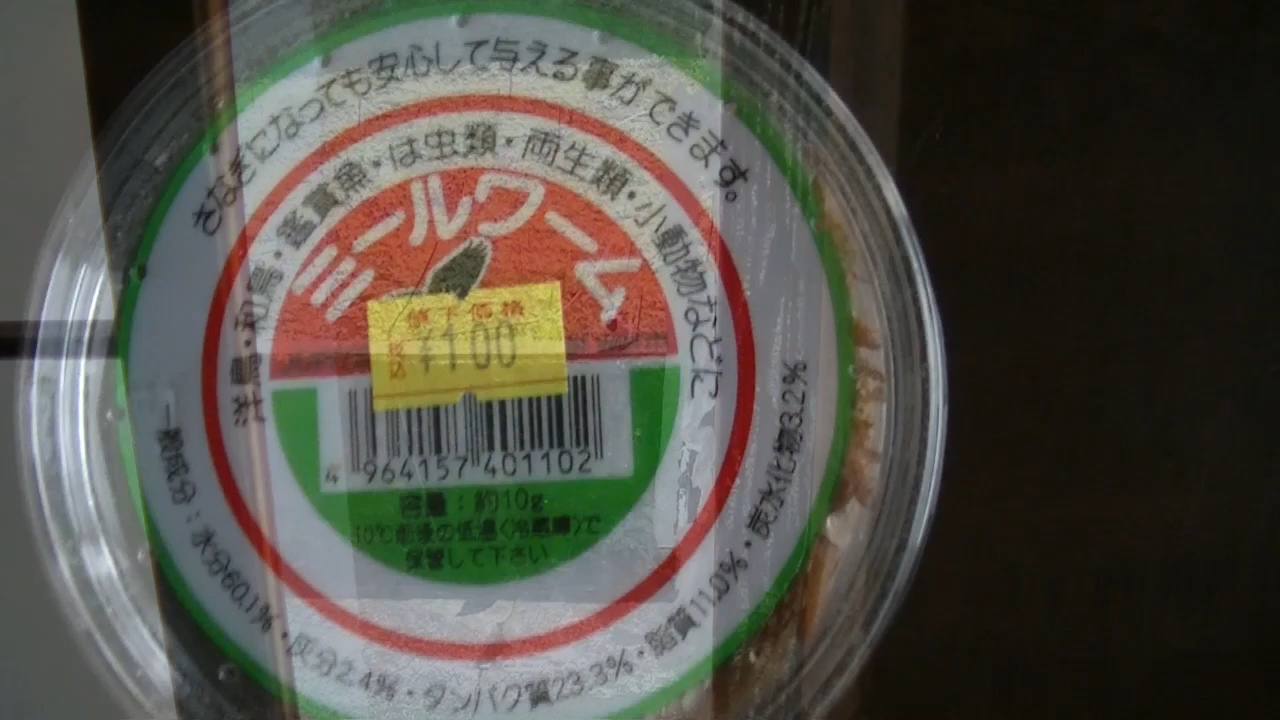 さなぎになっても安心して与える事ができます。
洋鳥・和鳥・鑑賞魚・は虫類・両生類・小動物などに
ミールワーム
値下価格
税込
¥100
4 964157 401102
容量:約10g
10℃前後の低温〈冷蔵庫〉で
保管して下さい
一般成分:水分60.1%・灰分2.4%・タンパク質23.3%・脂質11.0%・炭水化物3.2%